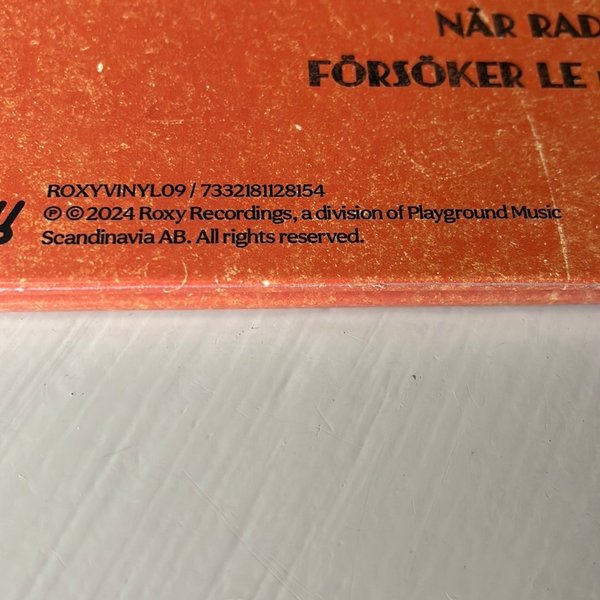 NÄR RAD
FÖRSÖKER LE
ROXYVINYL09 / 7332181128154
℗ © 2024 Roxy Recordings, a division of Playground Music
Scandinavia AB. All rights reserved.